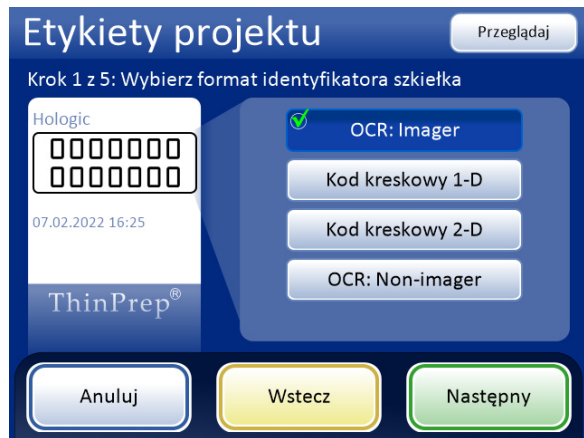 Etykiety projektu
Przeglądaj
Krok 1 z 5: Wybierz format identyfikatora szkiełka
Hologic
0000000
0000000
07.02.2022 16:25
ThinPrep®
OCR: Imager
Kod kreskowy 1-D
Kod kreskowy 2-D
OCR: Non-imager
Anuluj
Wstecz
Następny